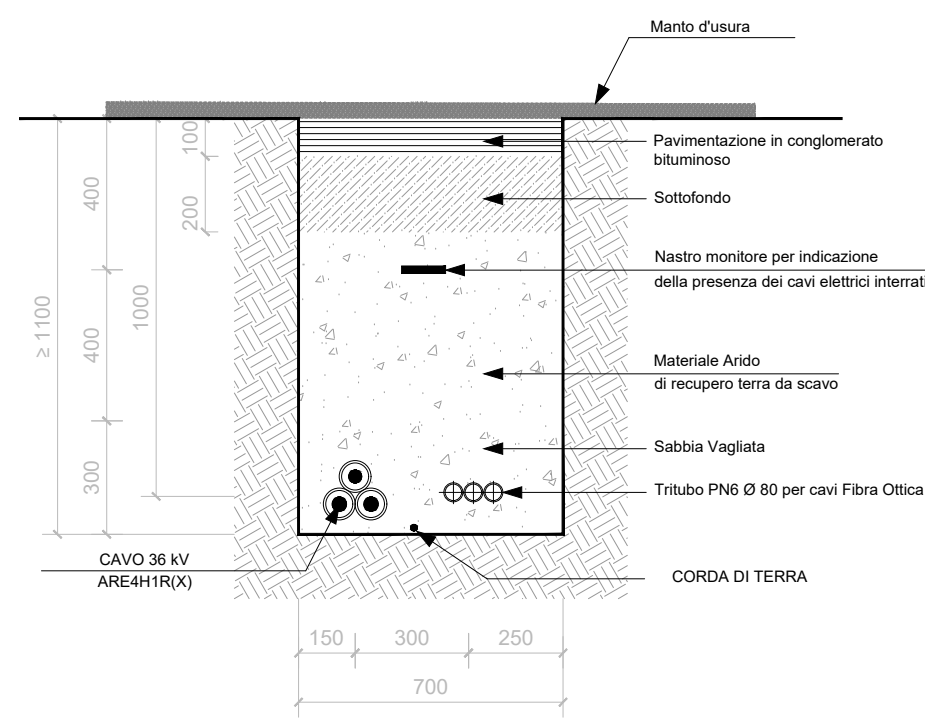 Manto d'usura
Pavimentazione in conglomerato
bituminoso
Sottofondo
Nastro monitore per indicazione
della presenza dei cavi elettrici interrati
Materiale Arido
di recupero terra da scavo
Sabbia Vagliata
Tritubo PN6 Ø 80 per cavi Fibra Ottica
CORDA DI TERRA
CAVO 36 kV
ARE4H1R(X)
≥ 1100
400
400
300
1000
100
200
150
300
250
700